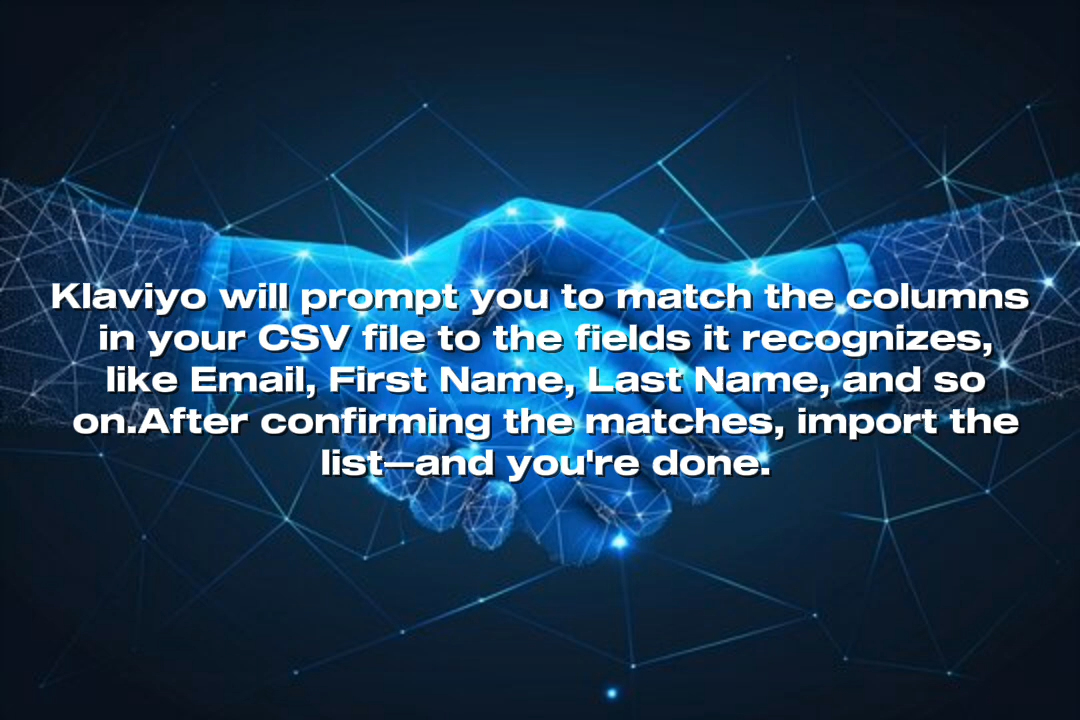 Klaviyo will prompt you to match the columns
in your CSV file to the fields it recognizes,
like Email, First Name, Last Name, and so
on.After confirming the matches, import the
list—and you're done.